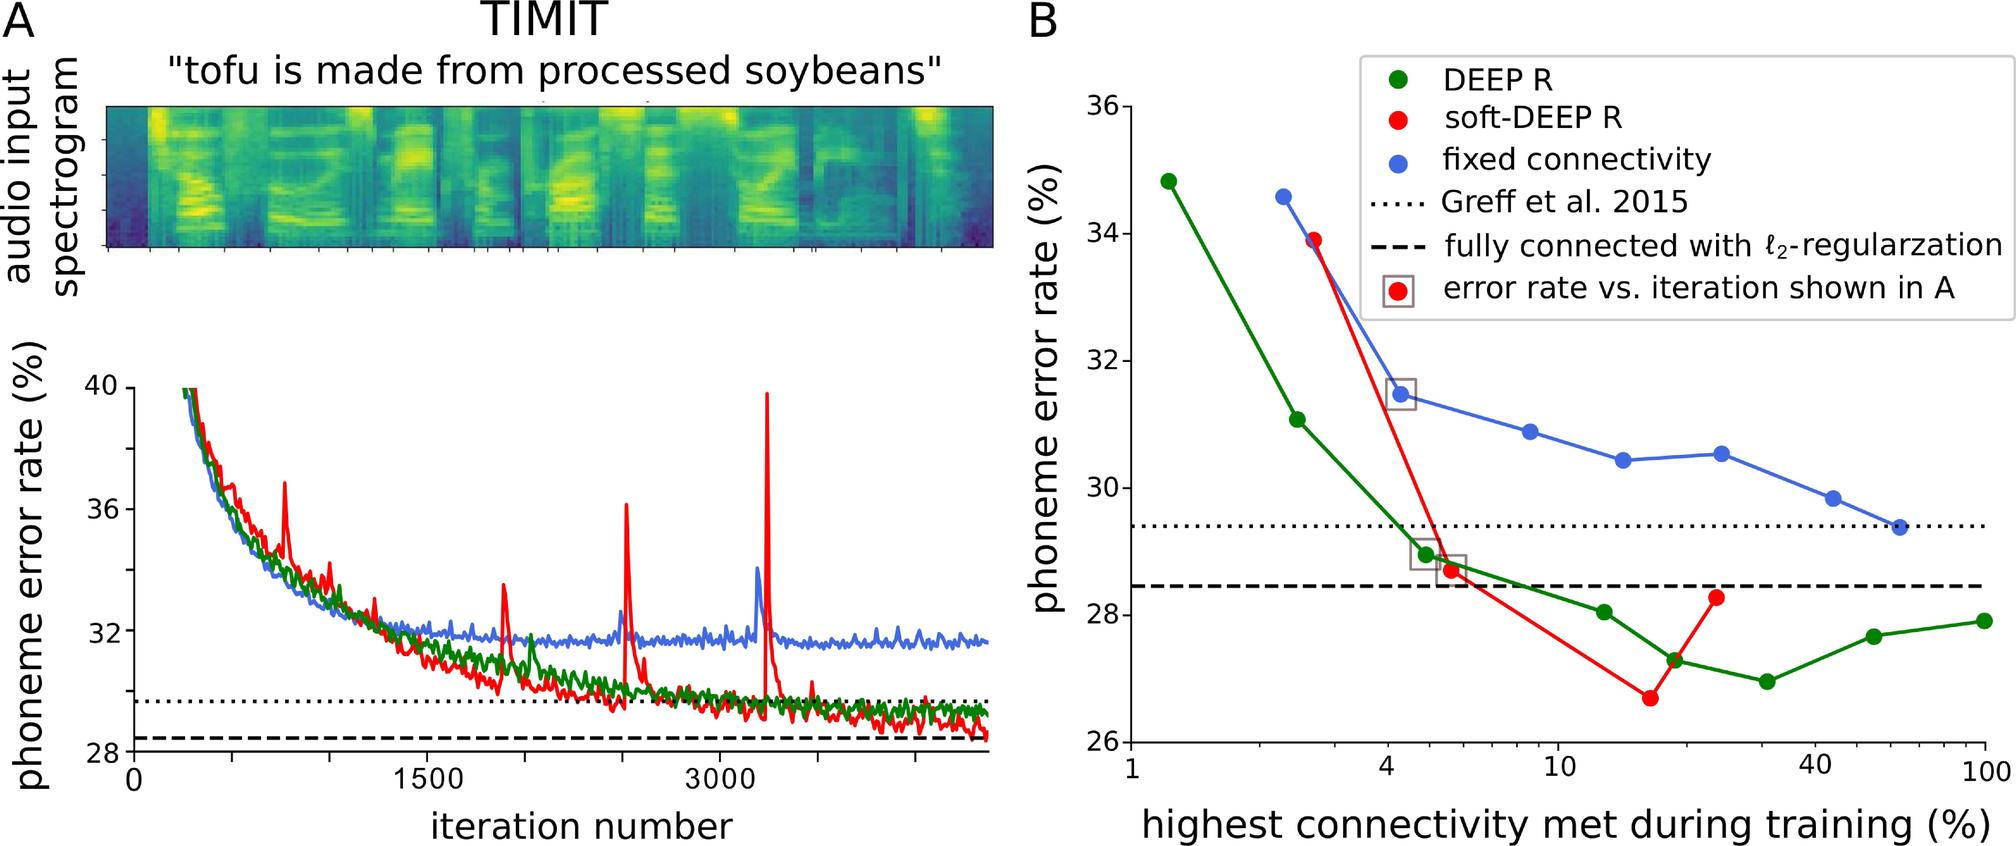 A
TIMIT
"tofu is made from processed soybeans"
audio input
spectrogram
phoneme error rate (%)
40
36
32
28
0
1500
3000
iteration number
B
DEEP R
soft-DEEP R
fixed connectivity
Greff et al. 2015
fully connected with ℓ₂-regularzation
error rate vs. iteration shown in A
phoneme error rate (%)
36
34
32
30
28
26
1
4
10
40
100
highest connectivity met during training (%)